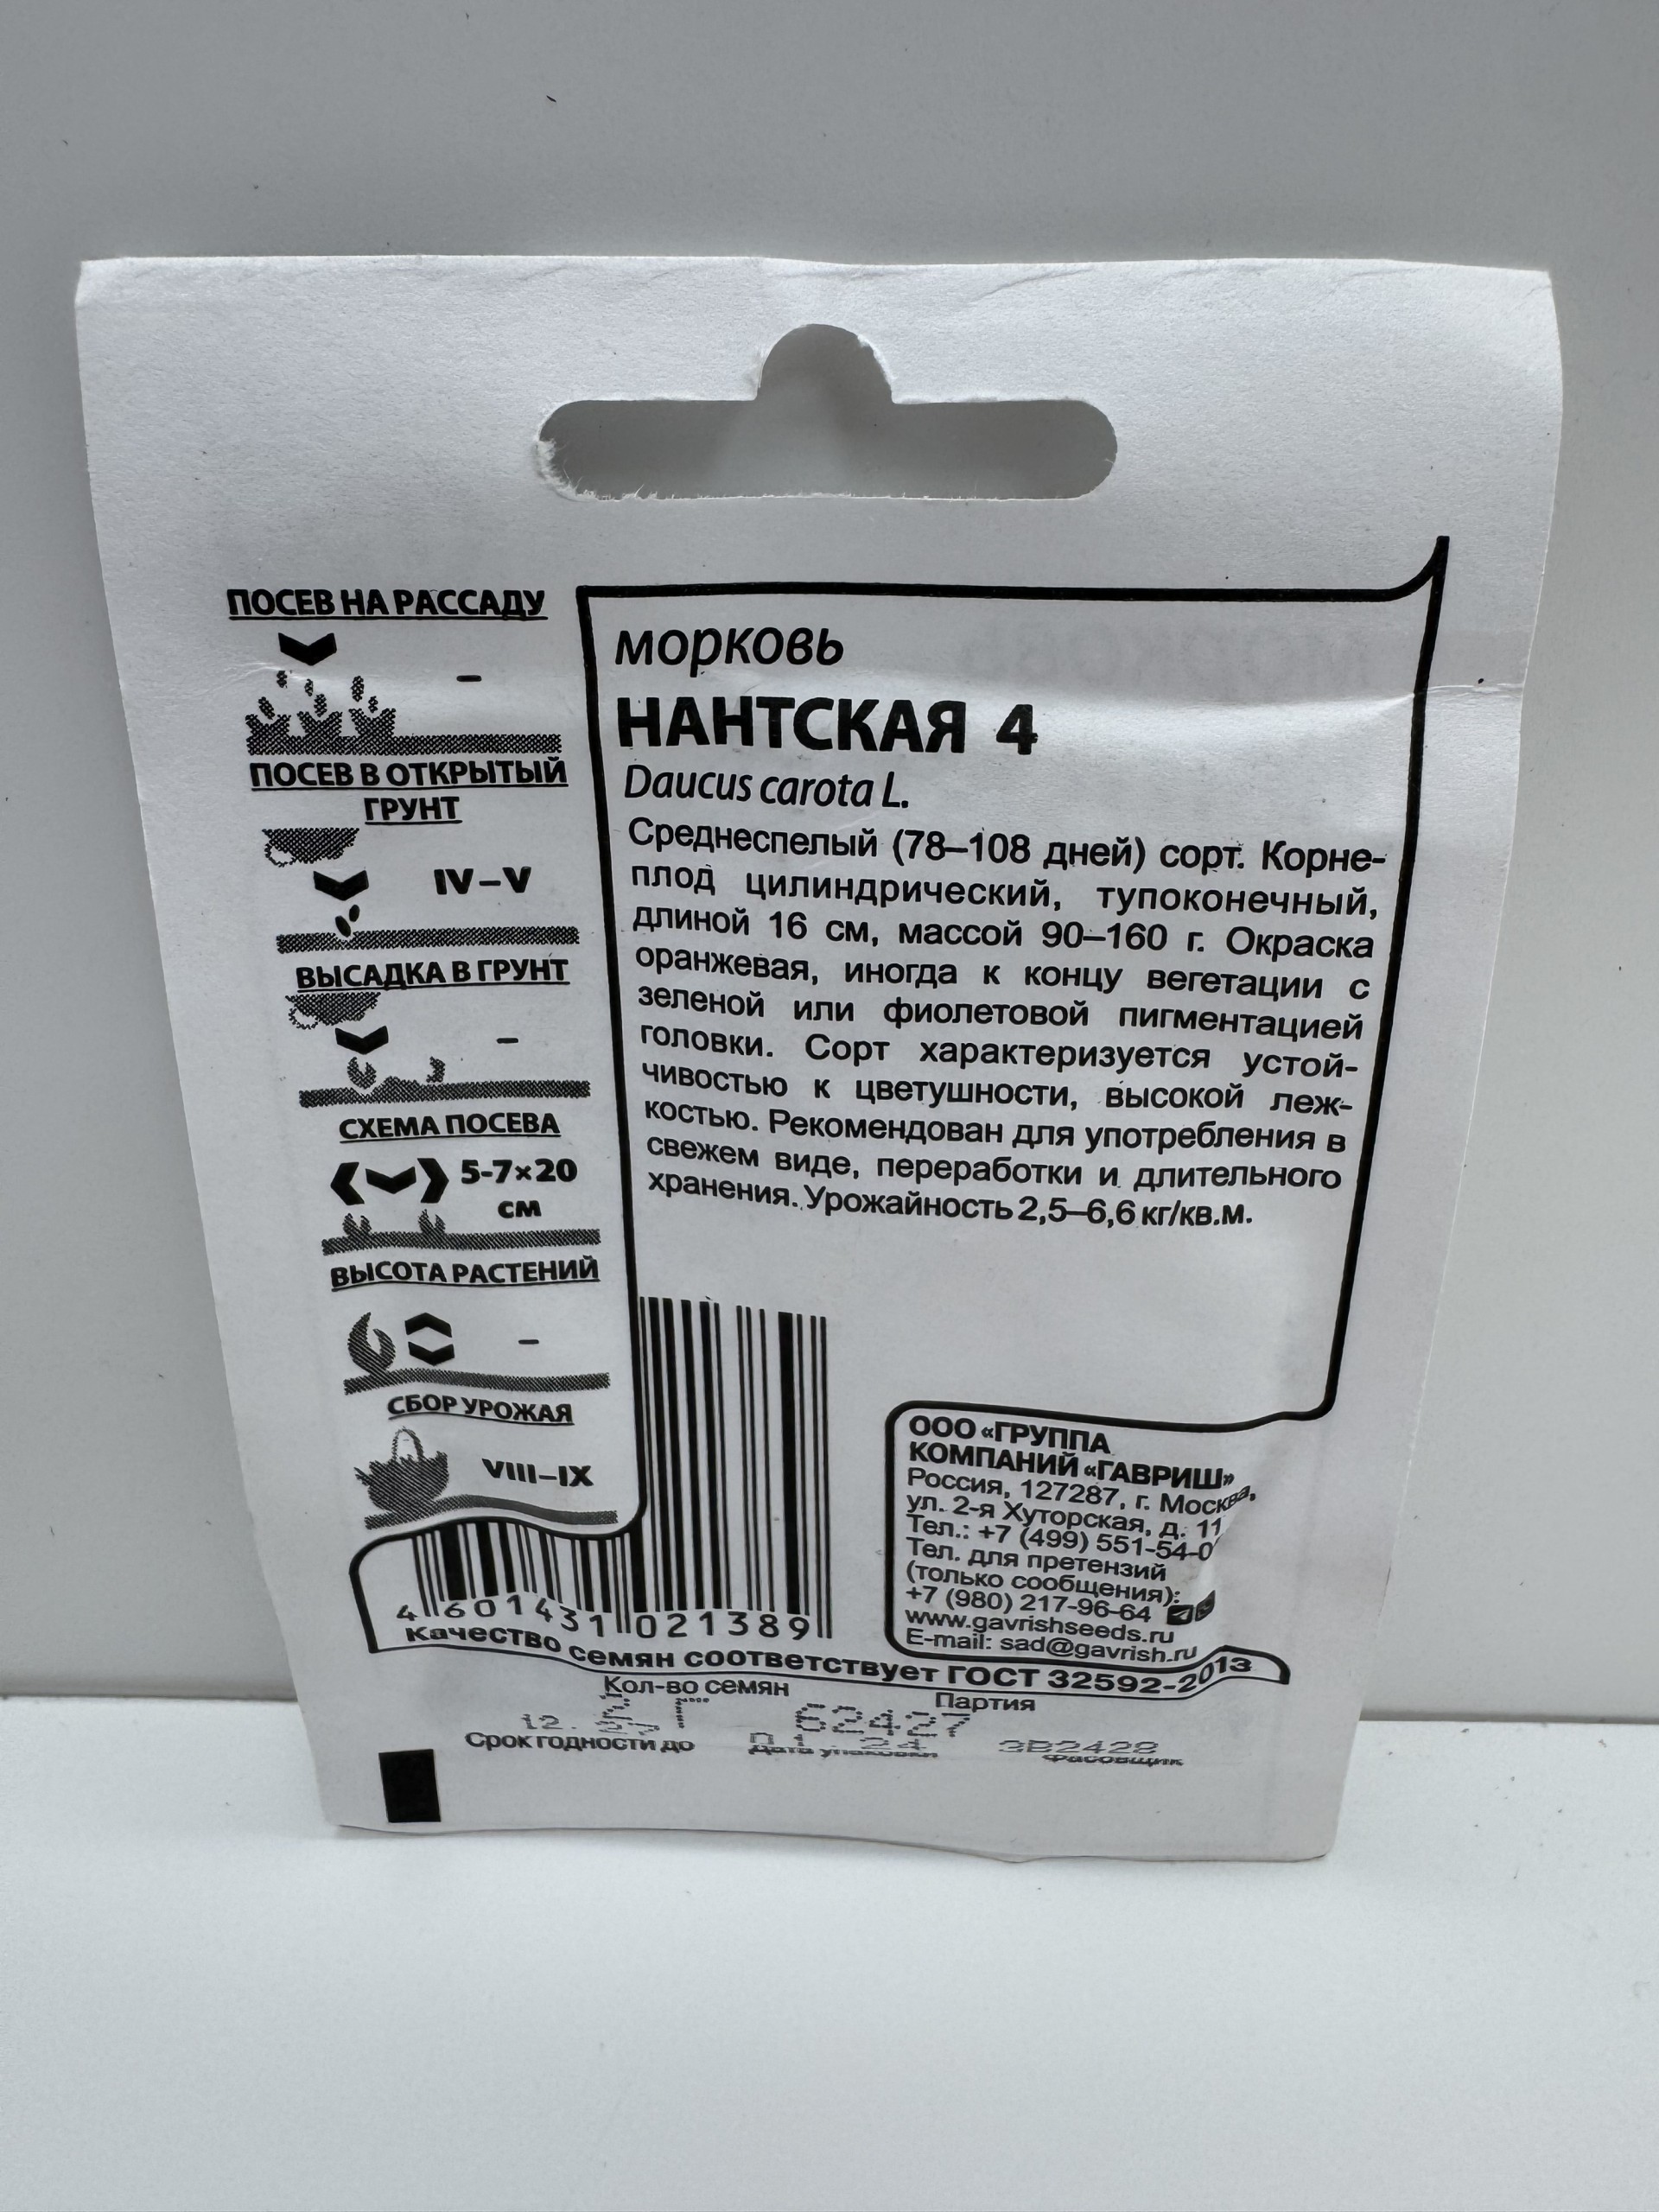 ПОСЕВ НА РАССАДУ
–
ПОСЕВ В ОТКРЫТЫЙ
ГРУНТ
IV–V
ВЫСАДКА В ГРУНТ
–
СХЕМА ПОСЕВА
5-7×20
см
ВЫСОТА РАСТЕНИЙ
–
СБОР УРОЖАЯ
VIII–IX
морковь
НАНТСКАЯ 4
Daucus carota L.
Среднеспелый (78–108 дней) сорт. Корне-
плод цилиндрический, тупоконечный,
длиной 16 см, массой 90–160 г. Окраска
оранжевая, иногда к концу вегетации с
зеленой или фиолетовой пигментацией
головки. Сорт характеризуется устой-
чивостью к цветушности, высокой леж-
костью. Рекомендован для употребления в
свежем виде, переработки и длительного
хранения. Урожайность 2,5–6,6 кг/кв.м.
ООО «ГРУППА
КОМПАНИЙ «ГАВРИШ»
Россия, 127287, г. Москва,
ул. 2-я Хуторская, д. 11
Тел.: +7 (499) 551-54-0
Тел. для претензий
(только сообщения):
+7 (980) 217-96-64
www.gavrishseeds.ru
E-mail: sad@gavrish.ru
4 601431 021389
Качество семян соответствует ГОСТ 32592-2013
Кол-во семян Партия
62427
12. 3B2428
Срок годности до Дата упаковки Фасовщик